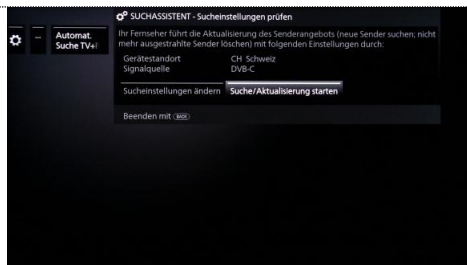 SUCHASSISTENT - Sucheinstellungen prüfen
... Automat.
Suche TV+
Ihr Fernseher führt die Aktualisierung des Senderangebots (neue Sender suchen; nicht
mehr ausgestrahlte Sender löschen) mit folgenden Einstellungen durch:
Gerätestandort CH Schweiz
Signalquelle DVB-C
Sucheinstellungen ändern Suche/Aktualisierung starten
Beenden mit BACK